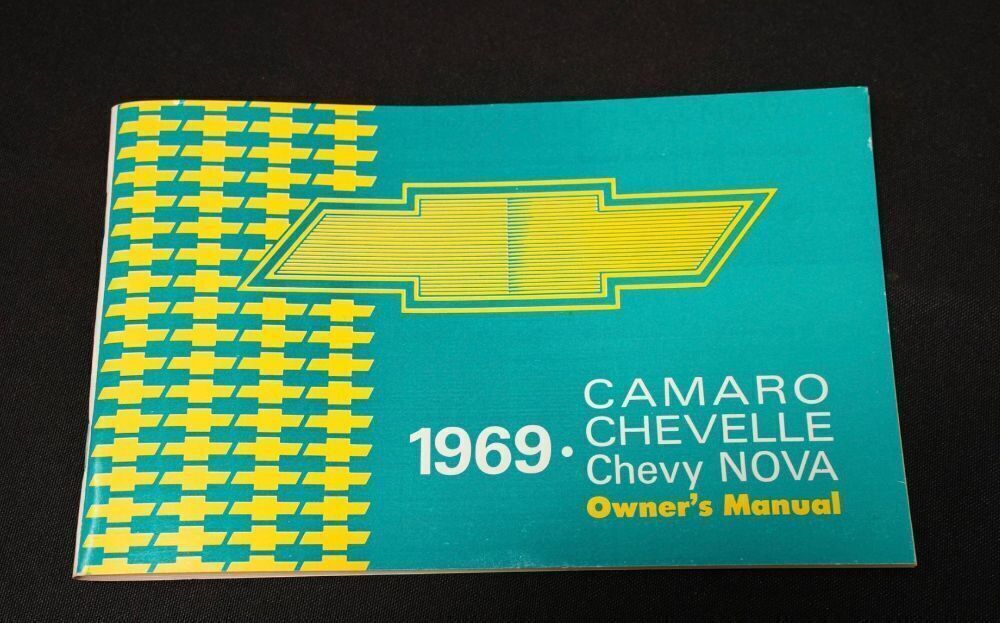 1969 •
CAMARO
CHEVELLE
Chevy NOVA
Owner's Manual